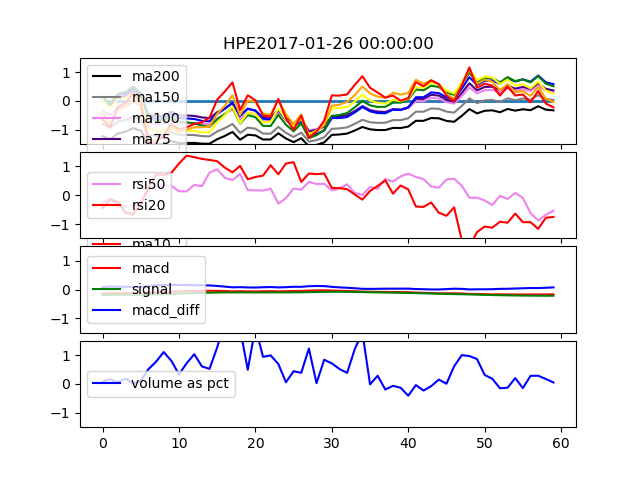 HPE2017-01-26 00:00:00
1
0
−1
ma200
ma150
ma100
ma75
1
0
−1
rsi50
rsi20
ma10
1
0
−1
macd
signal
macd_diff
1
0
−1
volume as pct
0 10 20 30 40 50 60